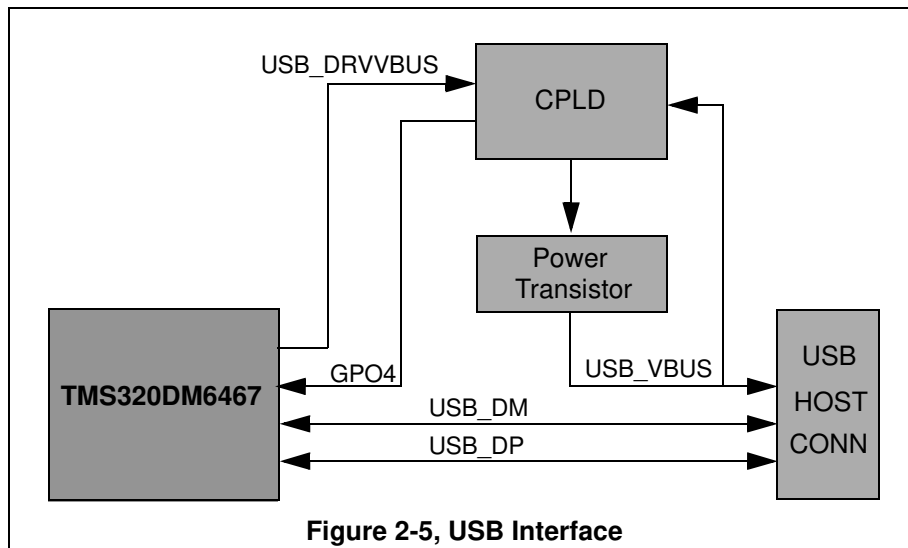 USB_DRVVBUS
CPLD
Power
Transistor
USB_VBUS
GPO4
TMS320DM6467
USB_DM
USB_DP
USB
HOST
CONN
Figure 2-5, USB Interface